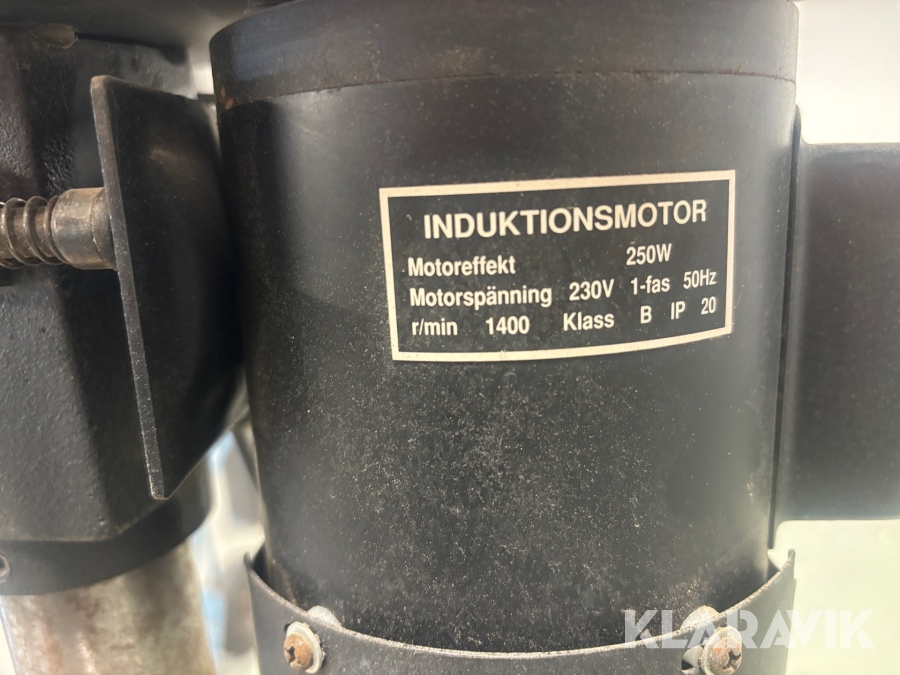 INDUKTIONSMOTOR
Motoreffekt 250W
Motorspänning 230V 1-fas 50Hz
r/min 1400 Klass B IP 20
KLARAVIK